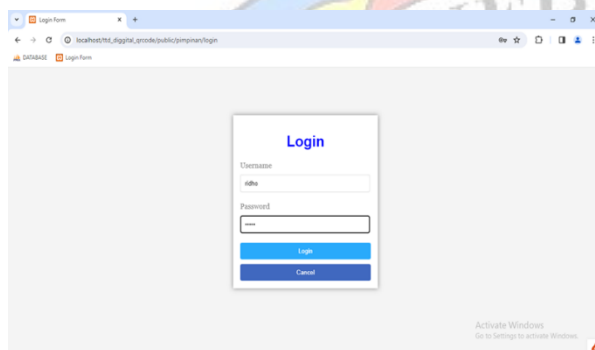 Login Form
localhost/ttd_diggital_qrcode/public/pimpinan/login
DATABASE Login Form
Login
Username
ridho
Password
Login
Cancel
Activate Windows
Go to Settings to activate Windows.